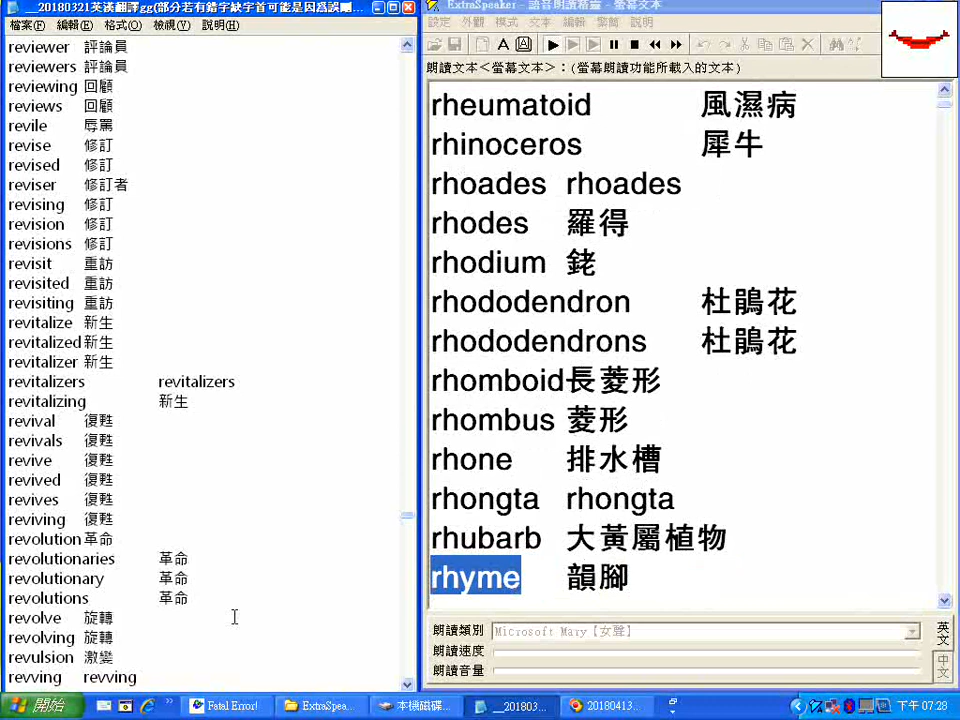 __20180321英漢翻譯gg(部分若有錯字缺字首可能是因為誤刪...
檔案(F) 編輯(E) 格式(O) 檢視(V) 說明(H)
reviewer 評論員
reviewers 評論員
reviewing 回顧
reviews 回顧
revile 辱罵
revise 修訂
revised 修訂
reviser 修訂者
revising 修訂
revision 修訂
revisions 修訂
revisit 重訪
revisited 重訪
revisiting 重訪
revitalize 新生
revitalized 新生
revitalizer 新生
revitalizers revitalizers
revitalizing 新生
revival 復甦
revivals 復甦
revive 復甦
revived 復甦
revives 復甦
reviving 復甦
revolution 革命
revolutionaries 革命
revolutionary 革命
revolutions 革命
revolve 旋轉
revolving 旋轉
revulsion 激變
revving revving
ExtraSpeaker - 語音朗讀精靈 - 螢幕文本
設定 外觀 模式 文本 編輯 繁簡 說明
朗讀文本<螢幕文本>：(螢幕朗讀功能所載入的文本)
rheumatoid 風濕病
rhinoceros 犀牛
rhoades rhoades
rhodes 羅得
rhodium 銠
rhododendron 杜鵑花
rhododendrons 杜鵑花
rhomboid 長菱形
rhombus 菱形
rhone 排水槽
rhongta rhongta
rhubarb 大黃屬植物
rhyme 韻腳
朗讀類別 Microsoft Mary【女聲】
朗讀速度
朗讀音量
英文
中文
開始 Fatal Error! ExtraSpea... 本機磁碟... __201803... 20180413... 下午 07:28